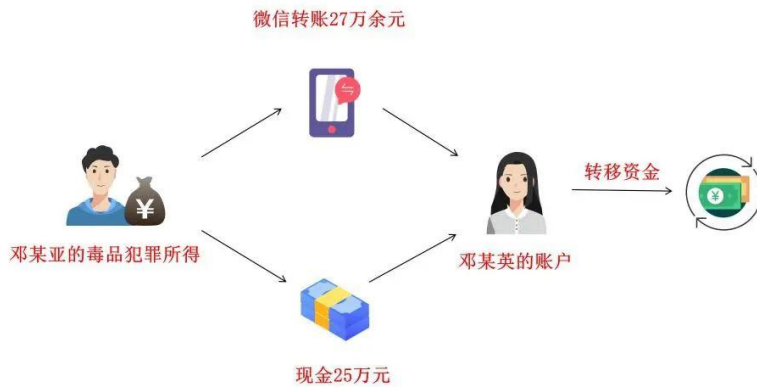 微信转账27万余元
邓某亚的毒品犯罪所得
邓某英的账户
转移资金
现金25万元
¥
¥